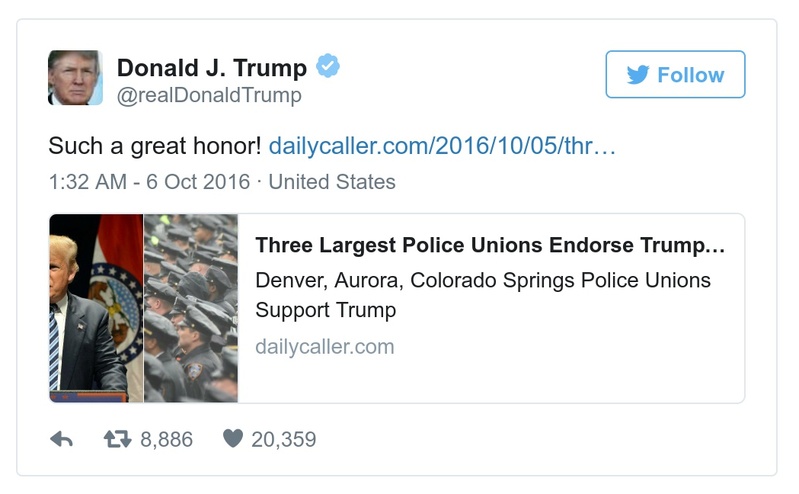 Donald J. Trump
@realDonaldTrump
Follow
Such a great honor! dailycaller.com/2016/10/05/thr…
1:32 AM - 6 Oct 2016 · United States
Three Largest Police Unions Endorse Trump…
Denver, Aurora, Colorado Springs Police Unions
Support Trump
dailycaller.com
8,886 20,359